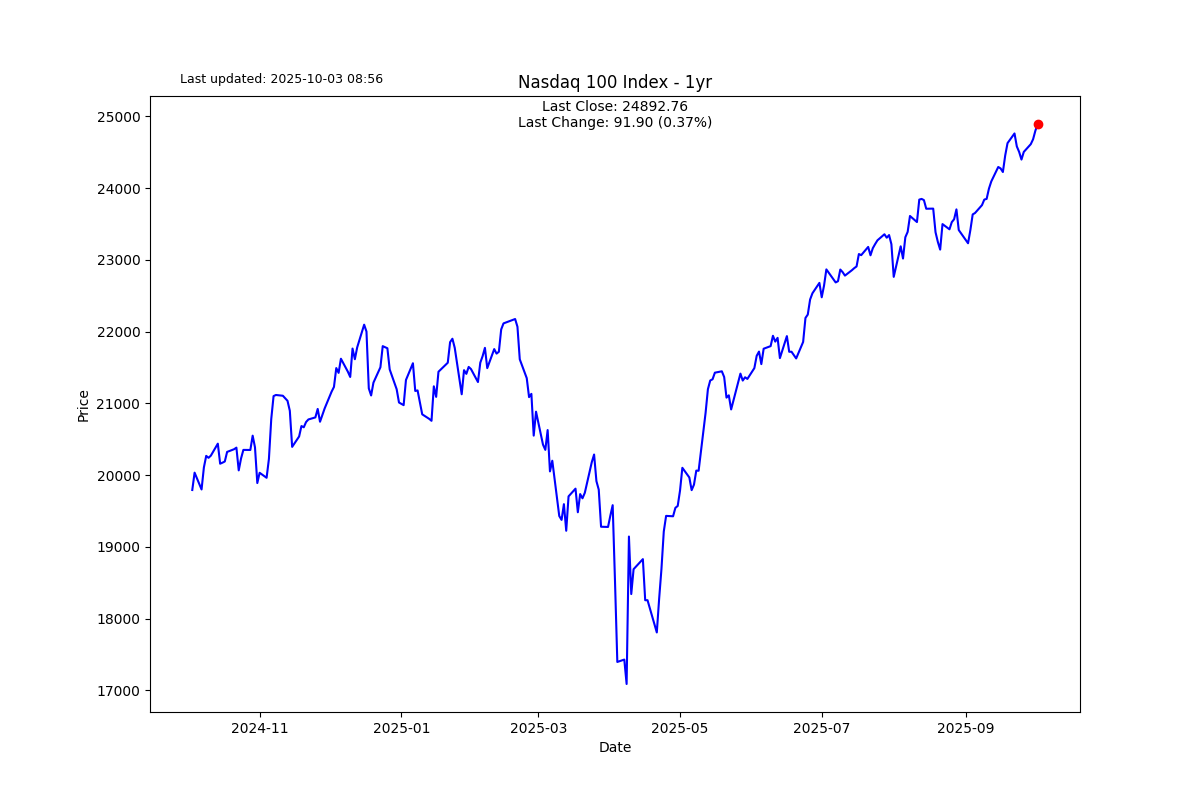 Last updated: 2025-10-03 08:56
Nasdaq 100 Index - 1yr
Last Close: 24892.76
Last Change: 91.90 (0.37%)
25000
24000
23000
22000
21000
20000
19000
18000
17000
Price
2024-11
2025-01
2025-03
2025-05
2025-07
2025-09
Date